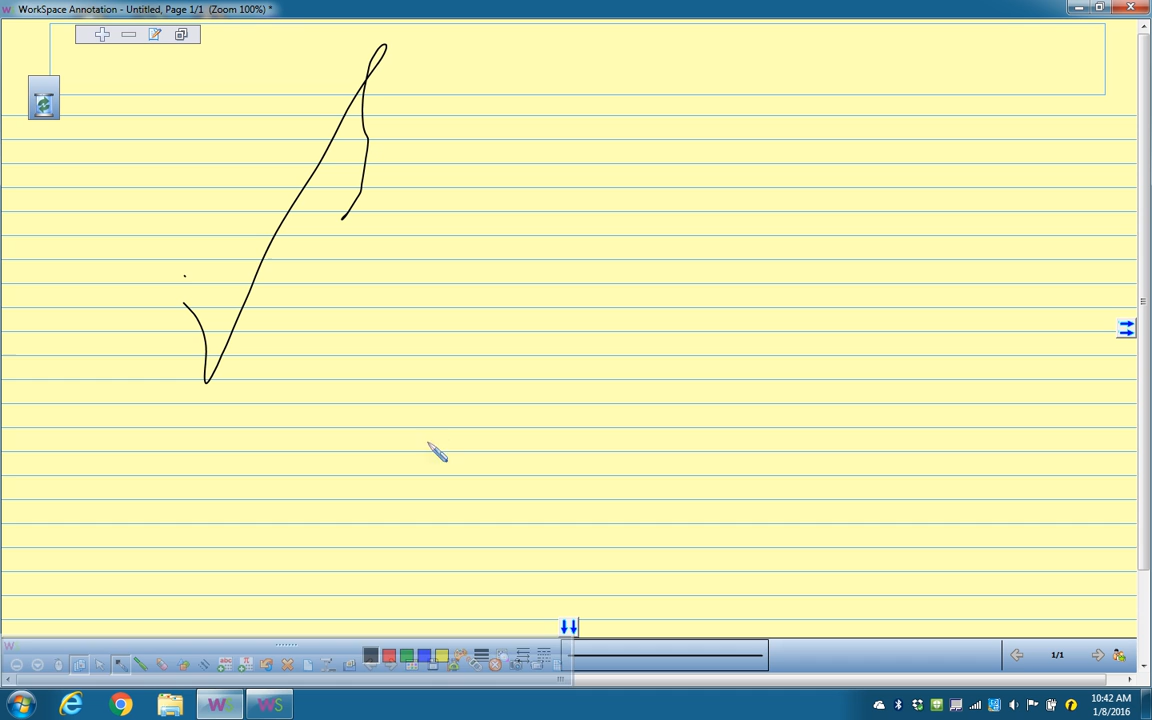 WorkSpace Annotation - Untitled, Page 1/1 (Zoom 100%) *
1/1
10:42 AM
1/8/2016